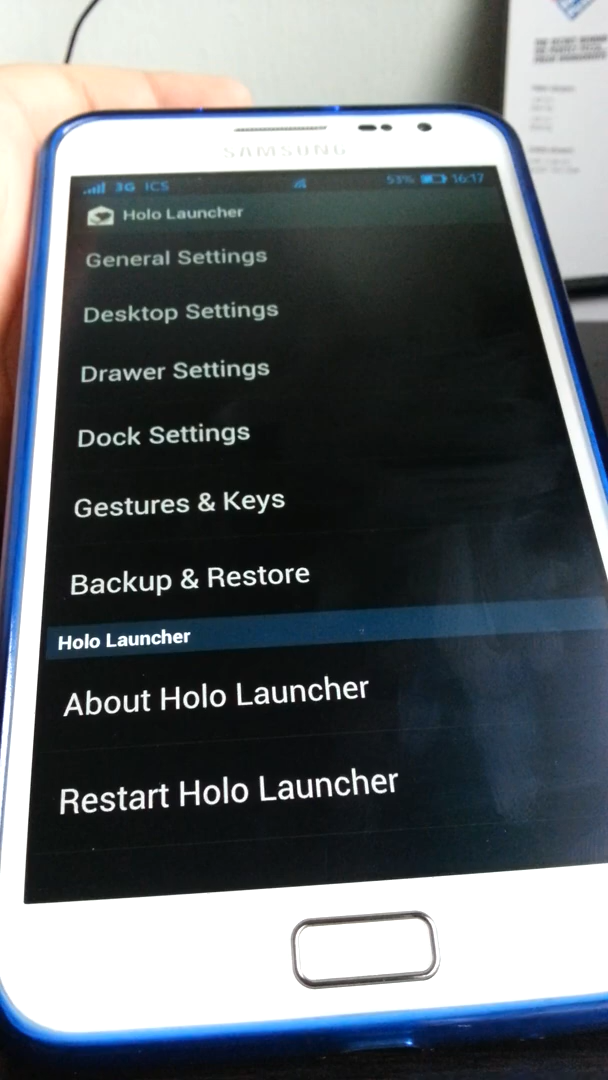 SAMSUNG
3G ICS 53% 16:17
Holo Launcher
General Settings
Desktop Settings
Drawer Settings
Dock Settings
Gestures & Keys
Backup & Restore
Holo Launcher
About Holo Launcher
Restart Holo Launcher